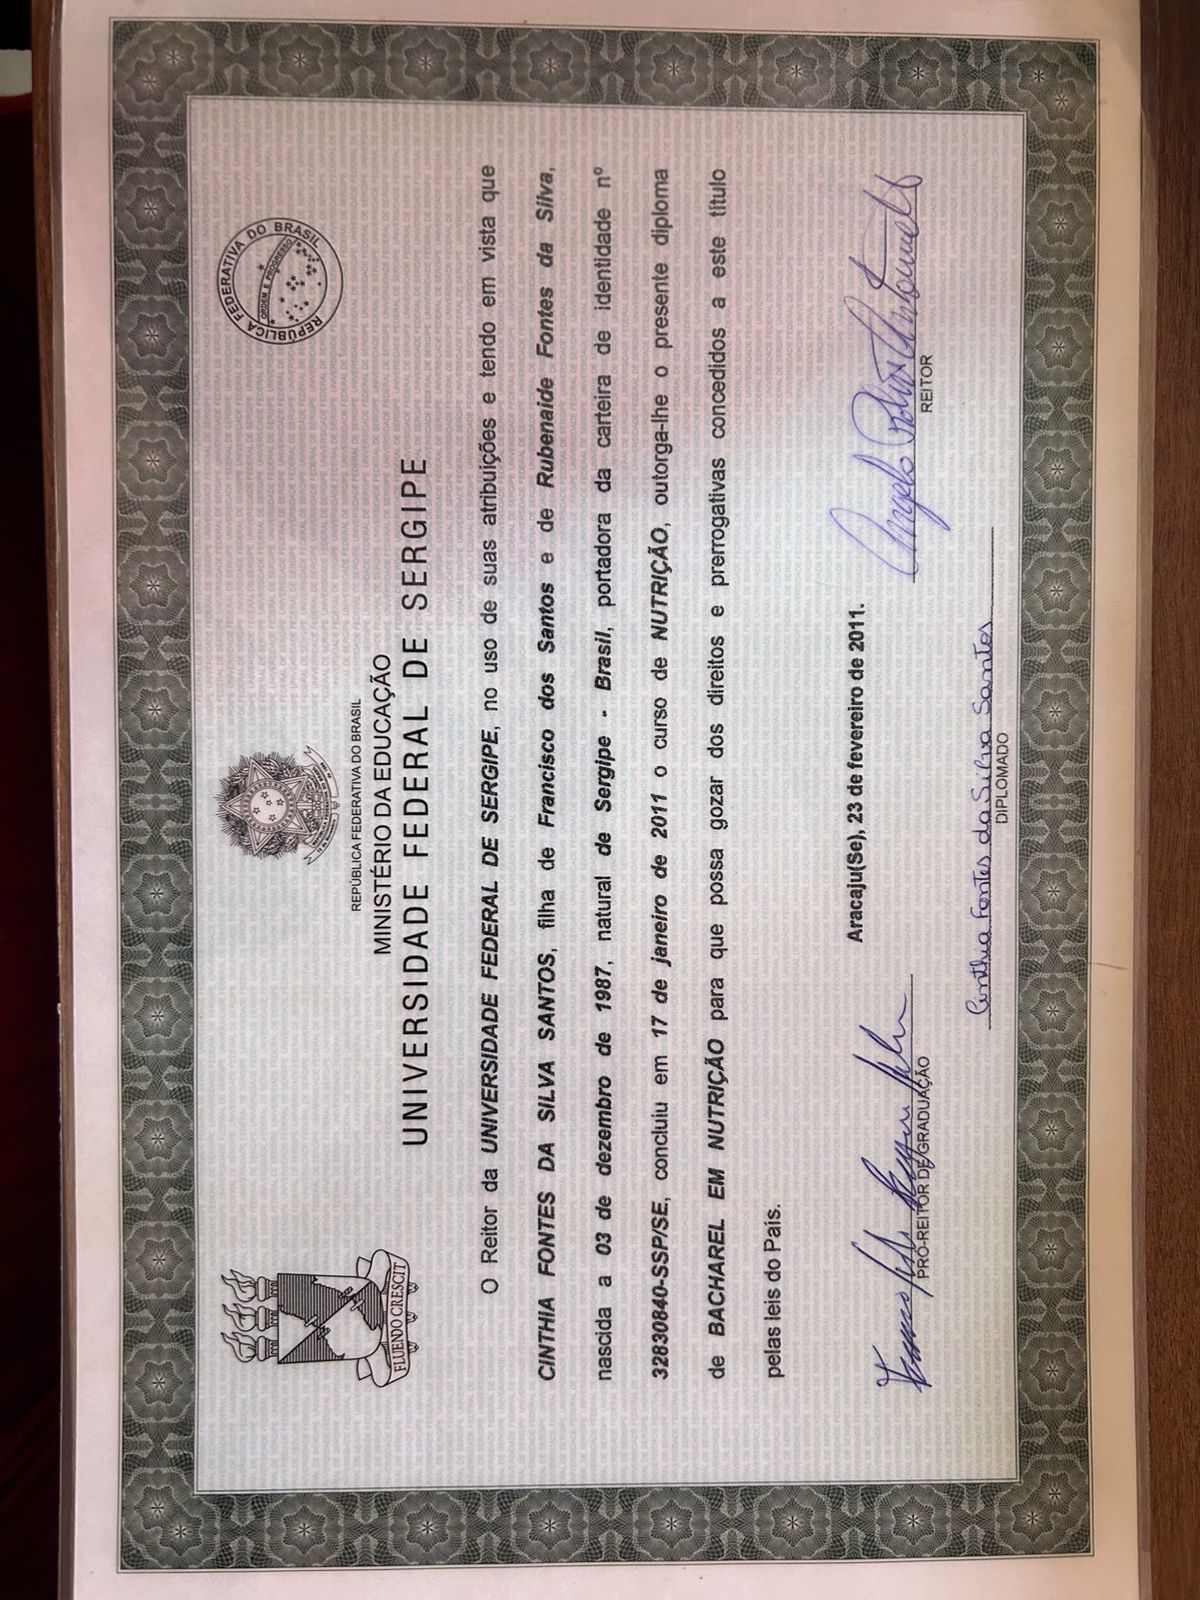 REPÚBLICA FEDERATIVA DO BRASIL
ORDEM E PROGRESSO
FLUENDO CRESCIT
REPÚBLICA FEDERATIVA DO BRASIL
MINISTÉRIO DA EDUCAÇÃO
UNIVERSIDADE FEDERAL DE SERGIPE
O Reitor da UNIVERSIDADE FEDERAL DE SERGIPE, no uso de suas atribuições e tendo em vista que
CINTHIA FONTES DA SILVA SANTOS, filha de Francisco dos Santos e de Rubenaide Fontes da Silva,
nascida a 03 de dezembro de 1987, natural de Sergipe - Brasil, portadora da carteira de identidade nº
32830840-SSP/SE, concluiu em 17 de janeiro de 2011 o curso de NUTRIÇÃO, outorga-lhe o presente diploma
de BACHAREL EM NUTRIÇÃO para que possa gozar dos direitos e prerrogativas concedidos a este título
pelas leis do País.
Aracaju(Se), 23 de fevereiro de 2011.
PRÓ-REITOR DE GRADUAÇÃO
Angelo Roberto Antoniolli
REITOR
Cinthia Fontes da Silva Santos
DIPLOMADO